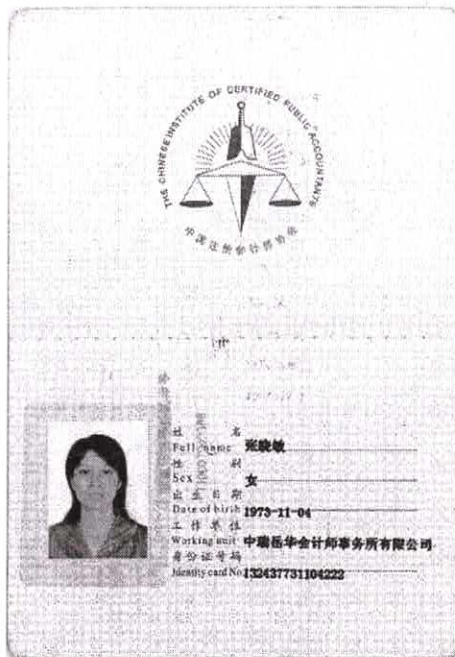 THE CHINESE INSTITUTE OF CERTIFIED PUBLIC ACCOUNTANTS
中国注册会计师协会
姓 名
Full name 张晓敏
性 别
Sex 女
出生日期
Date of birth 1973-11-04
工作单位
Working unit 中瑞岳华会计师事务所有限公司
身份证号码
Identity card No. 132437731104222